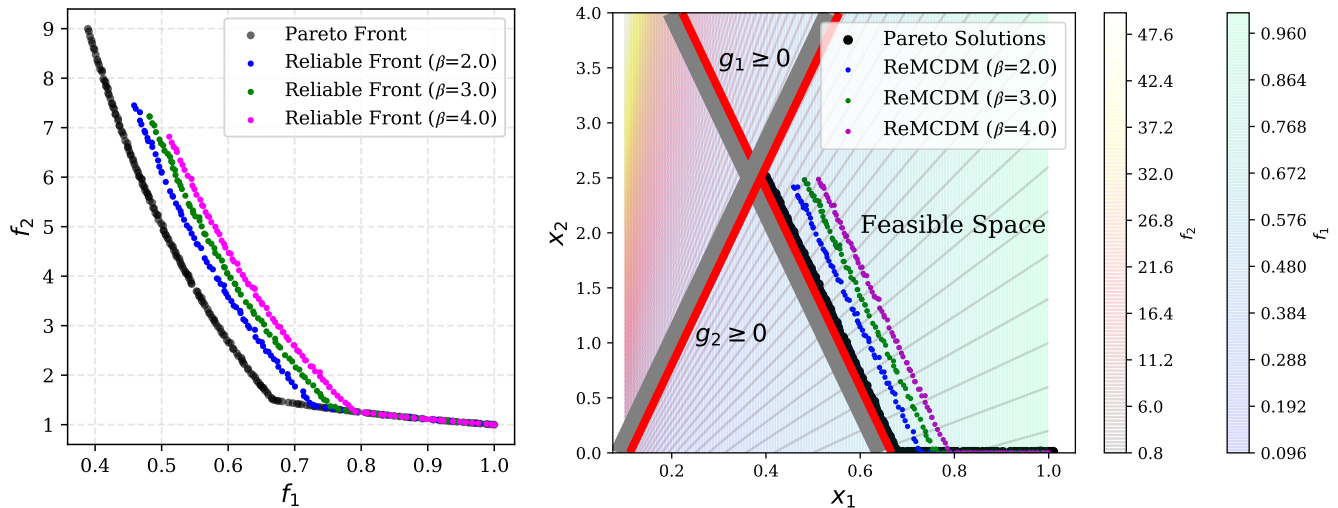 9
8
7
6
5
4
3
2
1
f₂
0.4 0.5 0.6 0.7 0.8 0.9 1.0
f₁
Pareto Front
Reliable Front (β=2.0)
Reliable Front (β=3.0)
Reliable Front (β=4.0)
4.0
3.5
3.0
2.5
2.0
1.5
1.0
0.5
0.0
x₂
0.2 0.4 0.6 0.8 1.0
x₁
g₁ ≥ 0
g₂ ≥ 0
Feasible Space
Pareto Solutions
ReMCDM (β=2.0)
ReMCDM (β=3.0)
ReMCDM (β=4.0)
47.6
42.4
37.2
32.0
26.8
21.6
16.4
11.2
6.0
0.8
f₂
0.960
0.864
0.768
0.672
0.576
0.480
0.384
0.288
0.192
0.096
f₁